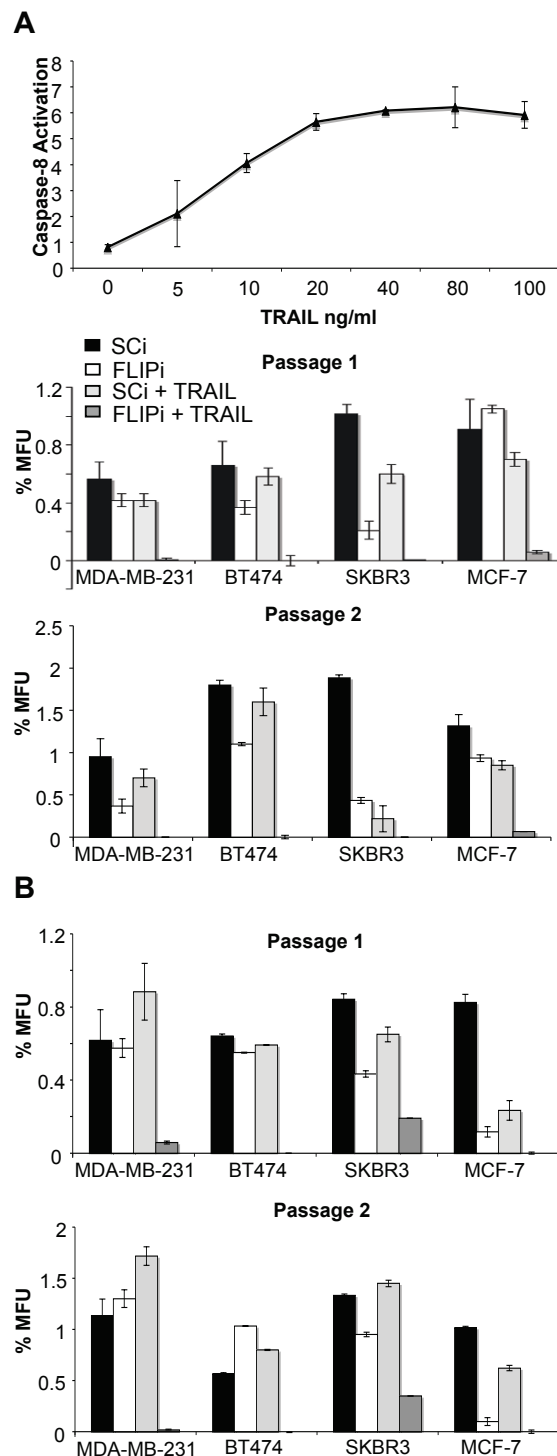 A
Caspase-8 Activation
8
7
6
5
4
3
2
1
0
0 5 10 20 40 80 100
TRAIL ng/ml
SCi
FLIPi
SCi + TRAIL
FLIPi + TRAIL
Passage 1
% MFU
1.2
0.8
0.4
0
MDA-MB-231 BT474 SKBR3 MCF-7
Passage 2
% MFU
2.5
2
1.5
1
0.5
0
MDA-MB-231 BT474 SKBR3 MCF-7
B
Passage 1
% MFU
1.2
0.8
0.4
0
MDA-MB-231 BT474 SKBR3 MCF-7
Passage 2
% MFU
2
1.5
1
0.5
0
MDA-MB-231 BT474 SKBR3 MCF-7